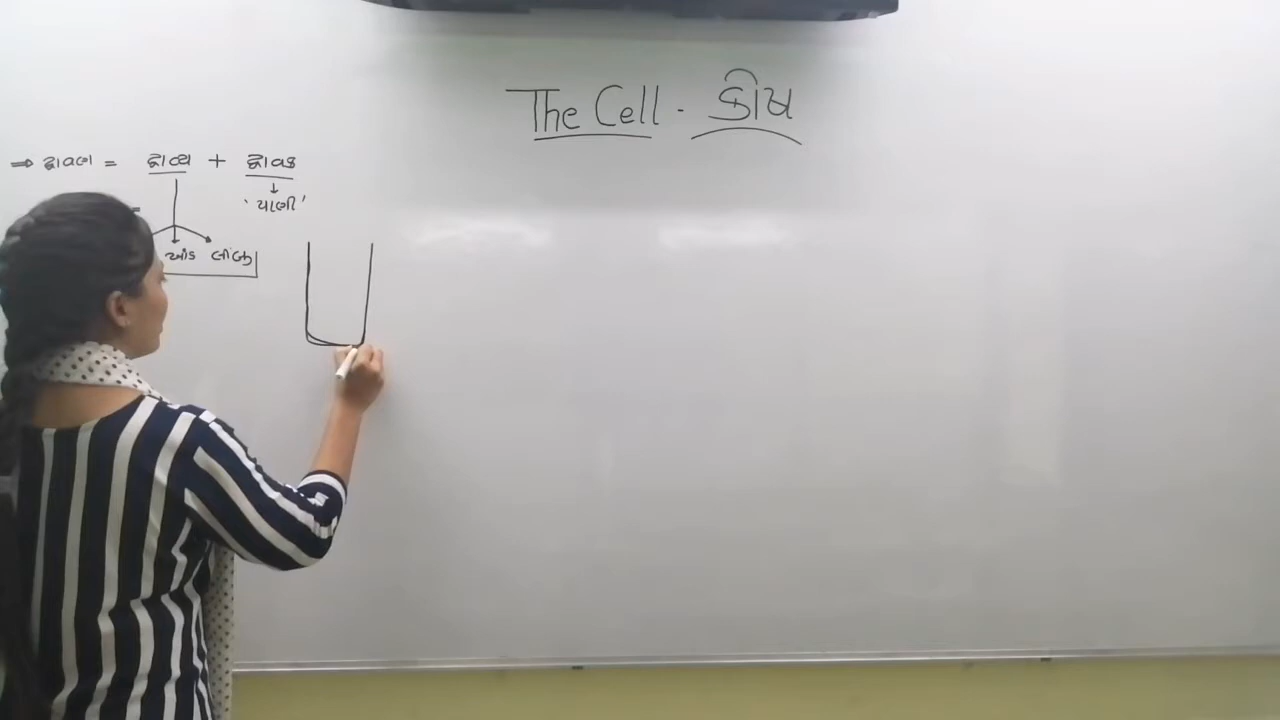 The Cell - કોષ
⇒ દ્રાવણ = દ્રાવ્ય + દ્રાવક
'પાણી'
=
ખાંડ લીંબુ